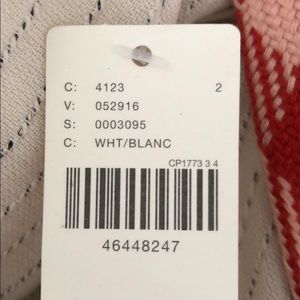 C: 4123 2
V: 052916
S: 0003095
C: WHT/BLANC
CP1773 3 4
46448247